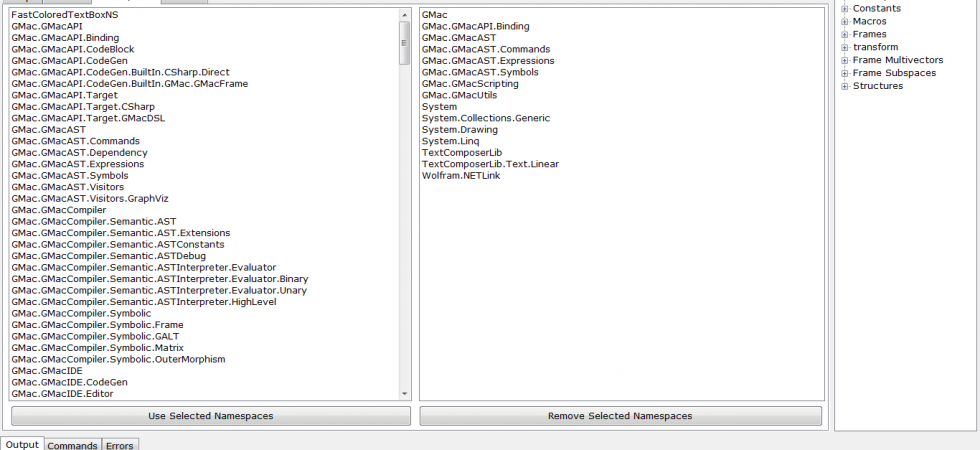 FastColoredTextBoxNS
GMac.GMacAPI
GMac.GMacAPI.Binding
GMac.GMacAPI.CodeBlock
GMac.GMacAPI.CodeGen
GMac.GMacAPI.CodeGen.BuiltIn.CSharp.Direct
GMac.GMacAPI.CodeGen.BuiltIn.GMac.GMacFrame
GMac.GMacAPI.Target
GMac.GMacAPI.Target.CSharp
GMac.GMacAPI.Target.GMacDSL
GMac.GMacAST
GMac.GMacAST.Commands
GMac.GMacAST.Dependency
GMac.GMacAST.Expressions
GMac.GMacAST.Symbols
GMac.GMacAST.Visitors
GMac.GMacAST.Visitors.GraphViz
GMac.GMacCompiler
GMac.GMacCompiler.Semantic.AST
GMac.GMacCompiler.Semantic.AST.Extensions
GMac.GMacCompiler.Semantic.ASTConstants
GMac.GMacCompiler.Semantic.ASTDebug
GMac.GMacCompiler.Semantic.ASTInterpreter.Evaluator
GMac.GMacCompiler.Semantic.ASTInterpreter.Evaluator.Binary
GMac.GMacCompiler.Semantic.ASTInterpreter.Evaluator.Unary
GMac.GMacCompiler.Semantic.ASTInterpreter.HighLevel
GMac.GMacCompiler.Symbolic
GMac.GMacCompiler.Symbolic.Frame
GMac.GMacCompiler.Symbolic.GALT
GMac.GMacCompiler.Symbolic.Matrix
GMac.GMacCompiler.Symbolic.OuterMorphism
GMac.GMacIDE
GMac.GMacIDE.CodeGen
GMac.GMacIDE.Editor
Use Selected Namespaces
GMac
GMac.GMacAPI.Binding
GMac.GMacAST
GMac.GMacAST.Commands
GMac.GMacAST.Expressions
GMac.GMacAST.Symbols
GMac.GMacScripting
GMac.GMacUtils
System
System.Collections.Generic
System.Drawing
System.Linq
TextComposerLib
TextComposerLib.Text.Linear
Wolfram.NETLink
Remove Selected Namespaces
Constants
Macros
Frames
transform
Frame Multivectors
Frame Subspaces
Structures
Output
Commands
Errors